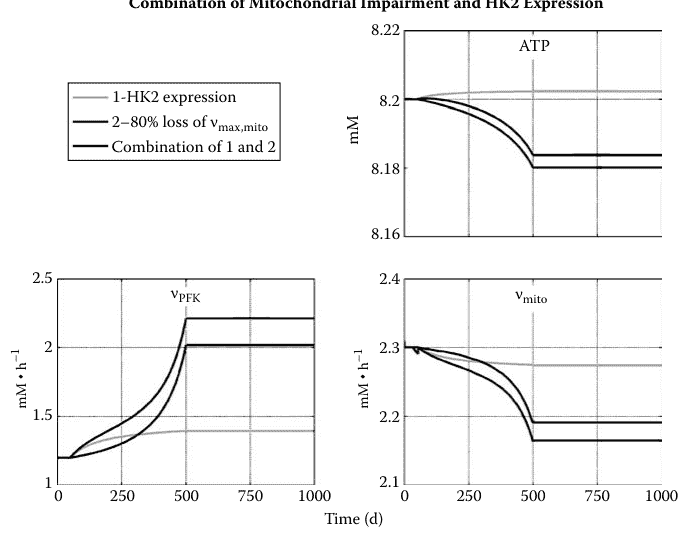 Combination of Mitochondrial Impairment and HK2 Expression
1-HK2 expression
2–80% loss of νmax,mito
Combination of 1 and 2
ATP
mM
8.22
8.2
8.18
8.16
νPFK
mM • h⁻¹
2.5
2
1.5
1
0 250 500 750 1000
νmito
mM • h⁻¹
2.4
2.3
2.2
2.1
0 250 500 750 1000
Time (d)